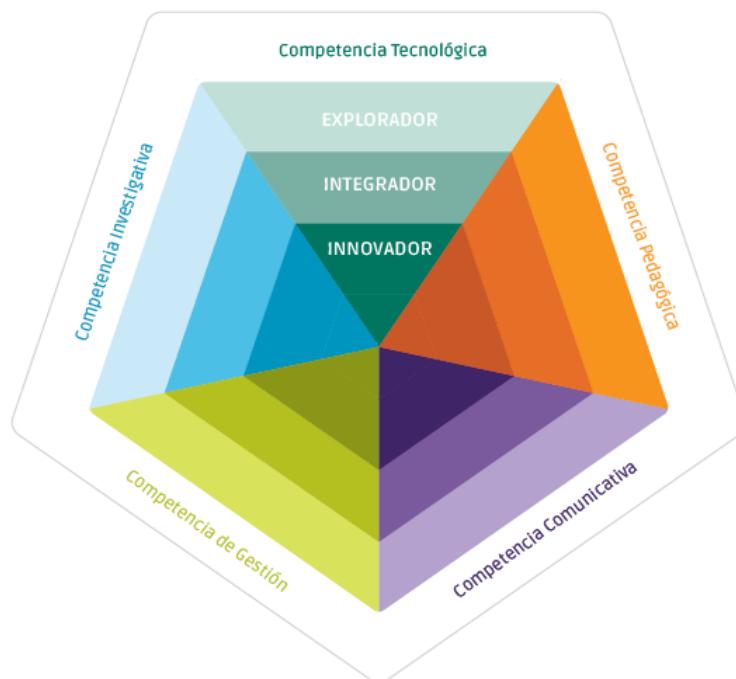 Competencia Tecnológica
EXPLORADOR
INTEGRADOR
INNOVADOR
Competencia Investigativa
Competencia Pedagógica
Competencia de Gestión
Competencia Comunicativa